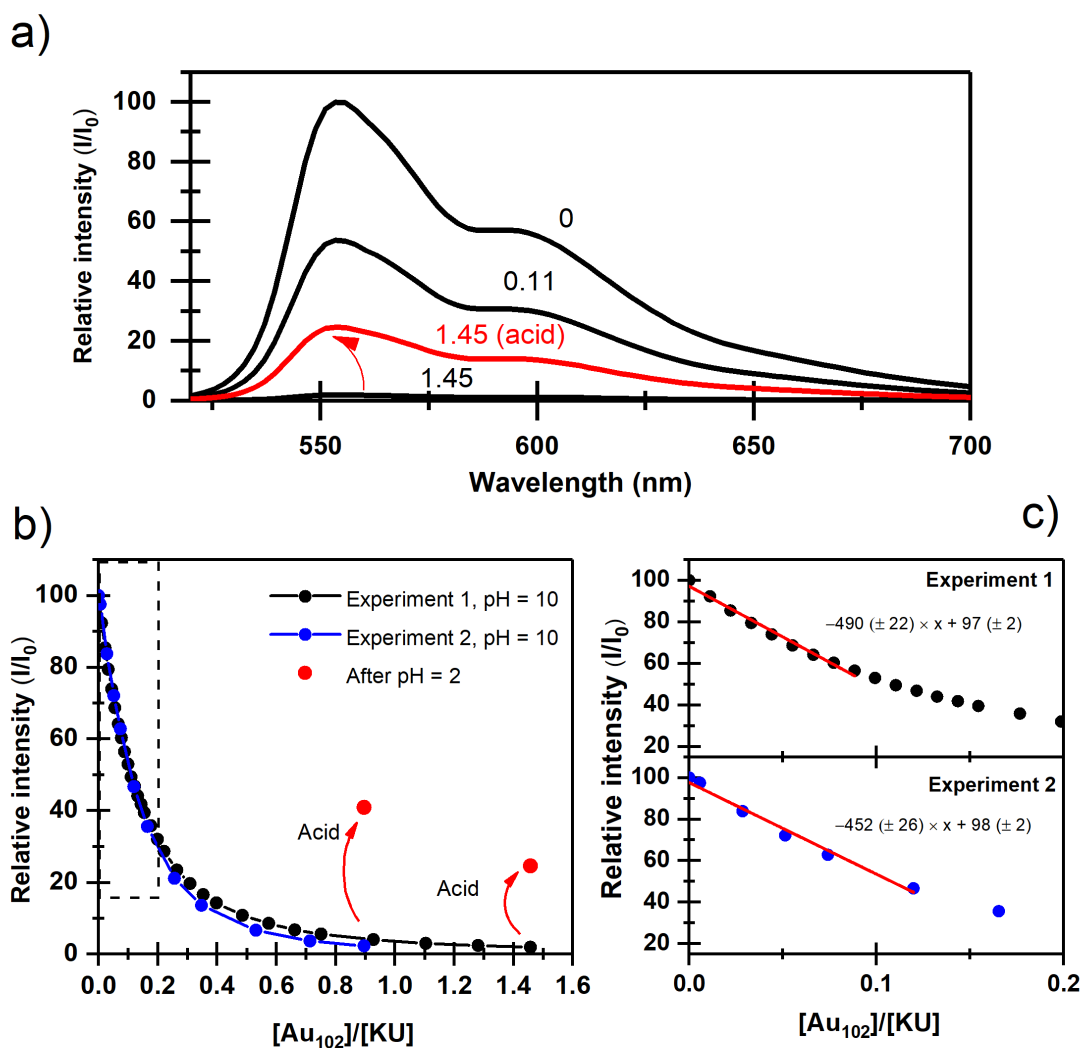 a)
Relative intensity (I/I₀)
100
80
60
40
20
0
0
0.11
1.45 (acid)
1.45
550
600
650
700
Wavelength (nm)
b)
Relative intensity (I/I₀)
100
80
60
40
20
0
Experiment 1, pH = 10
Experiment 2, pH = 10
After pH = 2
Acid
Acid
0.0 0.2 0.4 0.6 0.8 1.0 1.2 1.4 1.6
[Au₁₀₂]/[KU]
c)
Relative intensity (I/I₀)
100
80
60
40
20
Experiment 1
−490 (± 22) × x + 97 (± 2)
100
80
60
40
20
Experiment 2
−452 (± 26) × x + 98 (± 2)
0.0 0.1 0.2
[Au₁₀₂]/[KU]